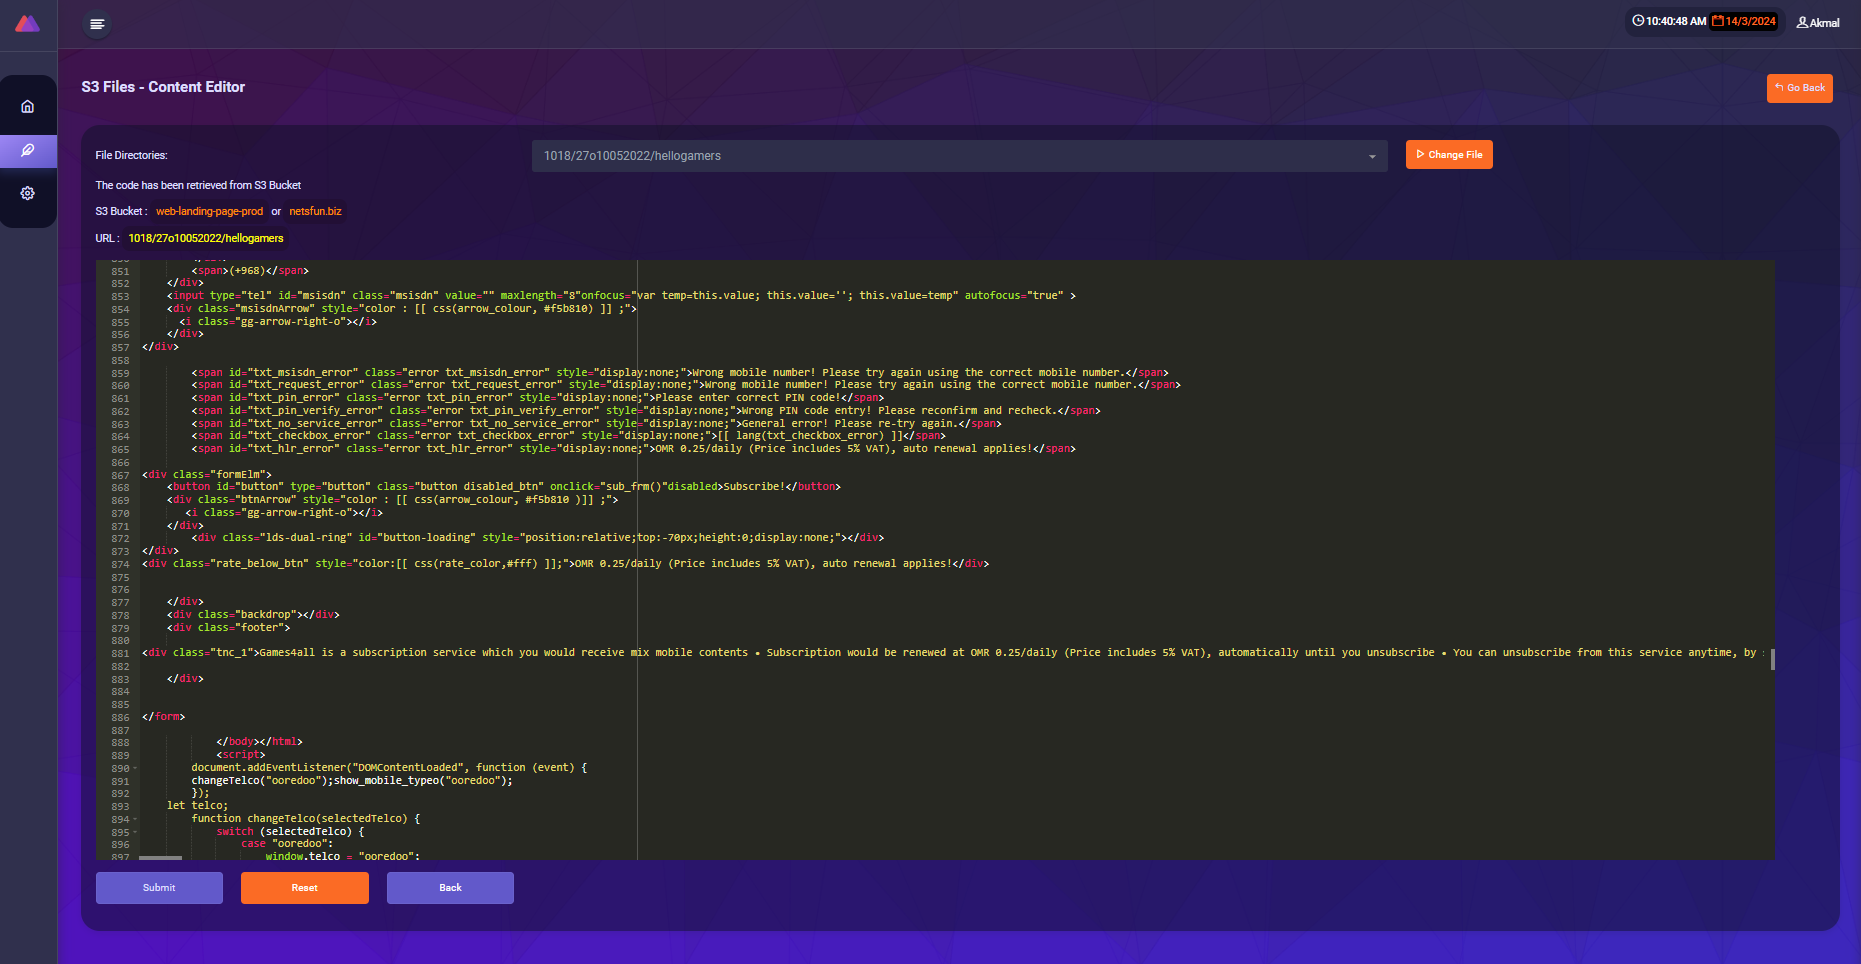 10:40:48 AM 14/3/2024 Akmal
S3 Files - Content Editor
Go Back
File Directories:
1018/27o10052022/hellogamers
Change File
The code has been retrieved from S3 Bucket
S3 Bucket : web-landing-page-prod or netsfun.biz
URL : 1018/27o10052022/hellogamers
851 <span>(+968)</span>
852 </div>
853 <input type="tel" id="msisdn" class="msisdn" value="" maxlength="8"onfocus="var temp=this.value; this.value=''; this.value=temp" autofocus="true" >
854 <div class="msisdnArrow" style="color : [[ css(arrow_colour, #f5b810) ]] ;">
855 <i class="gg-arrow-right-o"></i>
856 </div>
857 </div>
858
859 <span id="txt_msisdn_error" class="error txt_msisdn_error" style="display:none;">Wrong mobile number! Please try again using the correct mobile number.</span>
860 <span id="txt_request_error" class="error txt_request_error" style="display:none;">Wrong mobile number! Please try again using the correct mobile number.</span>
861 <span id="txt_pin_error" class="error txt_pin_error" style="display:none;">Please enter correct PIN code!</span>
862 <span id="txt_pin_verify_error" class="error txt_pin_verify_error" style="display:none;">Wrong PIN code entry! Please reconfirm and recheck.</span>
863 <span id="txt_no_service_error" class="error txt_no_service_error" style="display:none;">General error! Please re-try again.</span>
864 <span id="txt_checkbox_error" class="error txt_checkbox_error" style="display:none;">[[ lang(txt_checkbox_error) ]]</span>
865 <span id="txt_hlr_error" class="error txt_hlr_error" style="display:none;">OMR 0.25/daily (Price includes 5% VAT), auto renewal applies!</span>
866
867 <div class="formElm">
868 <button id="button" type="button" class="button disabled_btn" onclick="sub_frm()"disabled>Subscribe!</button>
869 <div class="btnArrow" style="color : [[ css(arrow_colour, #f5b810 )]] ;">
870 <i class="gg-arrow-right-o"></i>
871 </div>
872 <div class="lds-dual-ring" id="button-loading" style="position:relative;top:-70px;height:0;display:none;"></div>
873 </div>
874 <div class="rate_below_btn" style="color:[[ css(rate_color,#fff) ]];">OMR 0.25/daily (Price includes 5% VAT), auto renewal applies!</div>
875
876
877 </div>
878 <div class="backdrop"></div>
879 <div class="footer">
880
881 <div class="tnc_1">Games4all is a subscription service which you would receive mix mobile contents • Subscription would be renewed at OMR 0.25/daily (Price includes 5% VAT), automatically until you unsubscribe • You can unsubscribe from this service anytime, by
882
883 </div>
884
885
886 </form>
887
888 </body></html>
889 <script>
890 document.addEventListener("DOMContentLoaded", function (event) {
891 changeTelco("ooredoo");show_mobile_typeo("ooredoo");
892 });
893 let telco;
894 function changeTelco(selectedTelco) {
895 switch (selectedTelco) {
896 case "ooredoo":
897 window.telco = "ooredoo";
Submit Reset Back